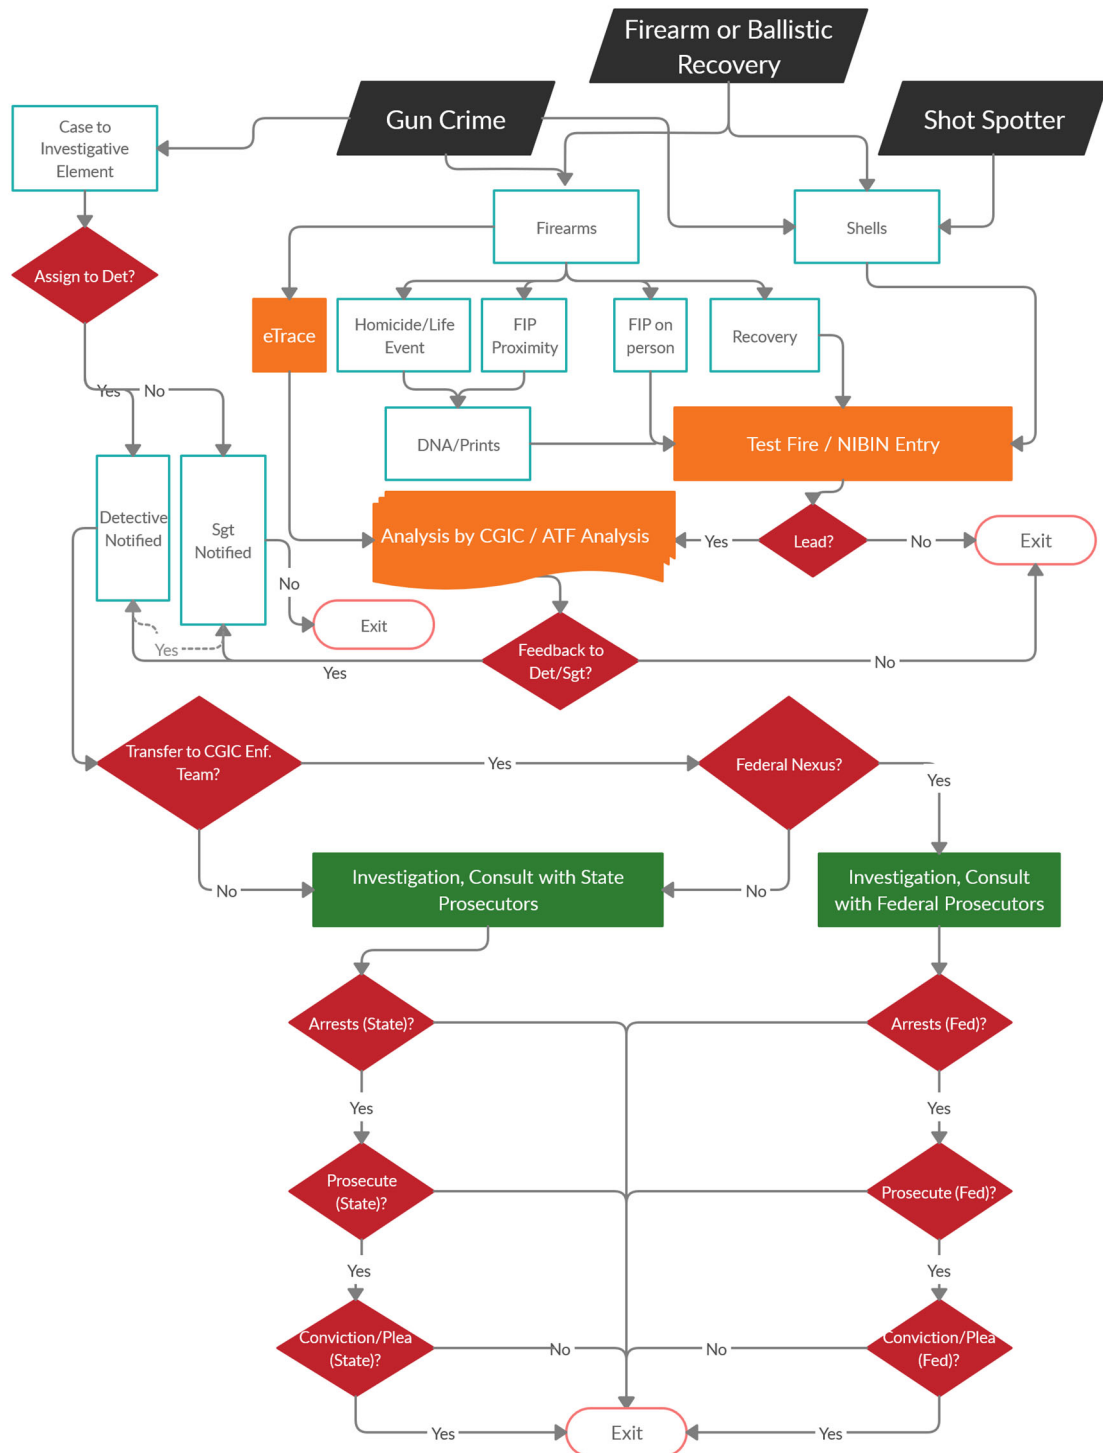 Firearm or Ballistic
Recovery
Gun Crime
Shot Spotter
Case to
Investigative
Element
Firearms
Shells
Assign to Det?
eTrace
Homicide/Life
Event
FIP
Proximity
FIP on
person
Recovery
Yes
No
DNA/Prints
Test Fire / NIBIN Entry
Detective
Notified
Sgt
Notified
Analysis by CGIC / ATF Analysis
Yes
Lead?
No
Exit
No
Exit
Yes
Feedback to
Det/Sgt?
Yes
No
Transfer to CGIC Enf.
Team?
Yes
Federal Nexus?
Yes
No
Investigation, Consult with State
Prosecutors
No
Investigation, Consult
with Federal Prosecutors
Arrests (State)?
Arrests (Fed)?
Yes
Yes
Prosecute
(State)?
Prosecute (Fed)?
Yes
Yes
Conviction/Plea
(State)?
No
No
Conviction/Plea
(Fed)?
Yes
Exit
Yes